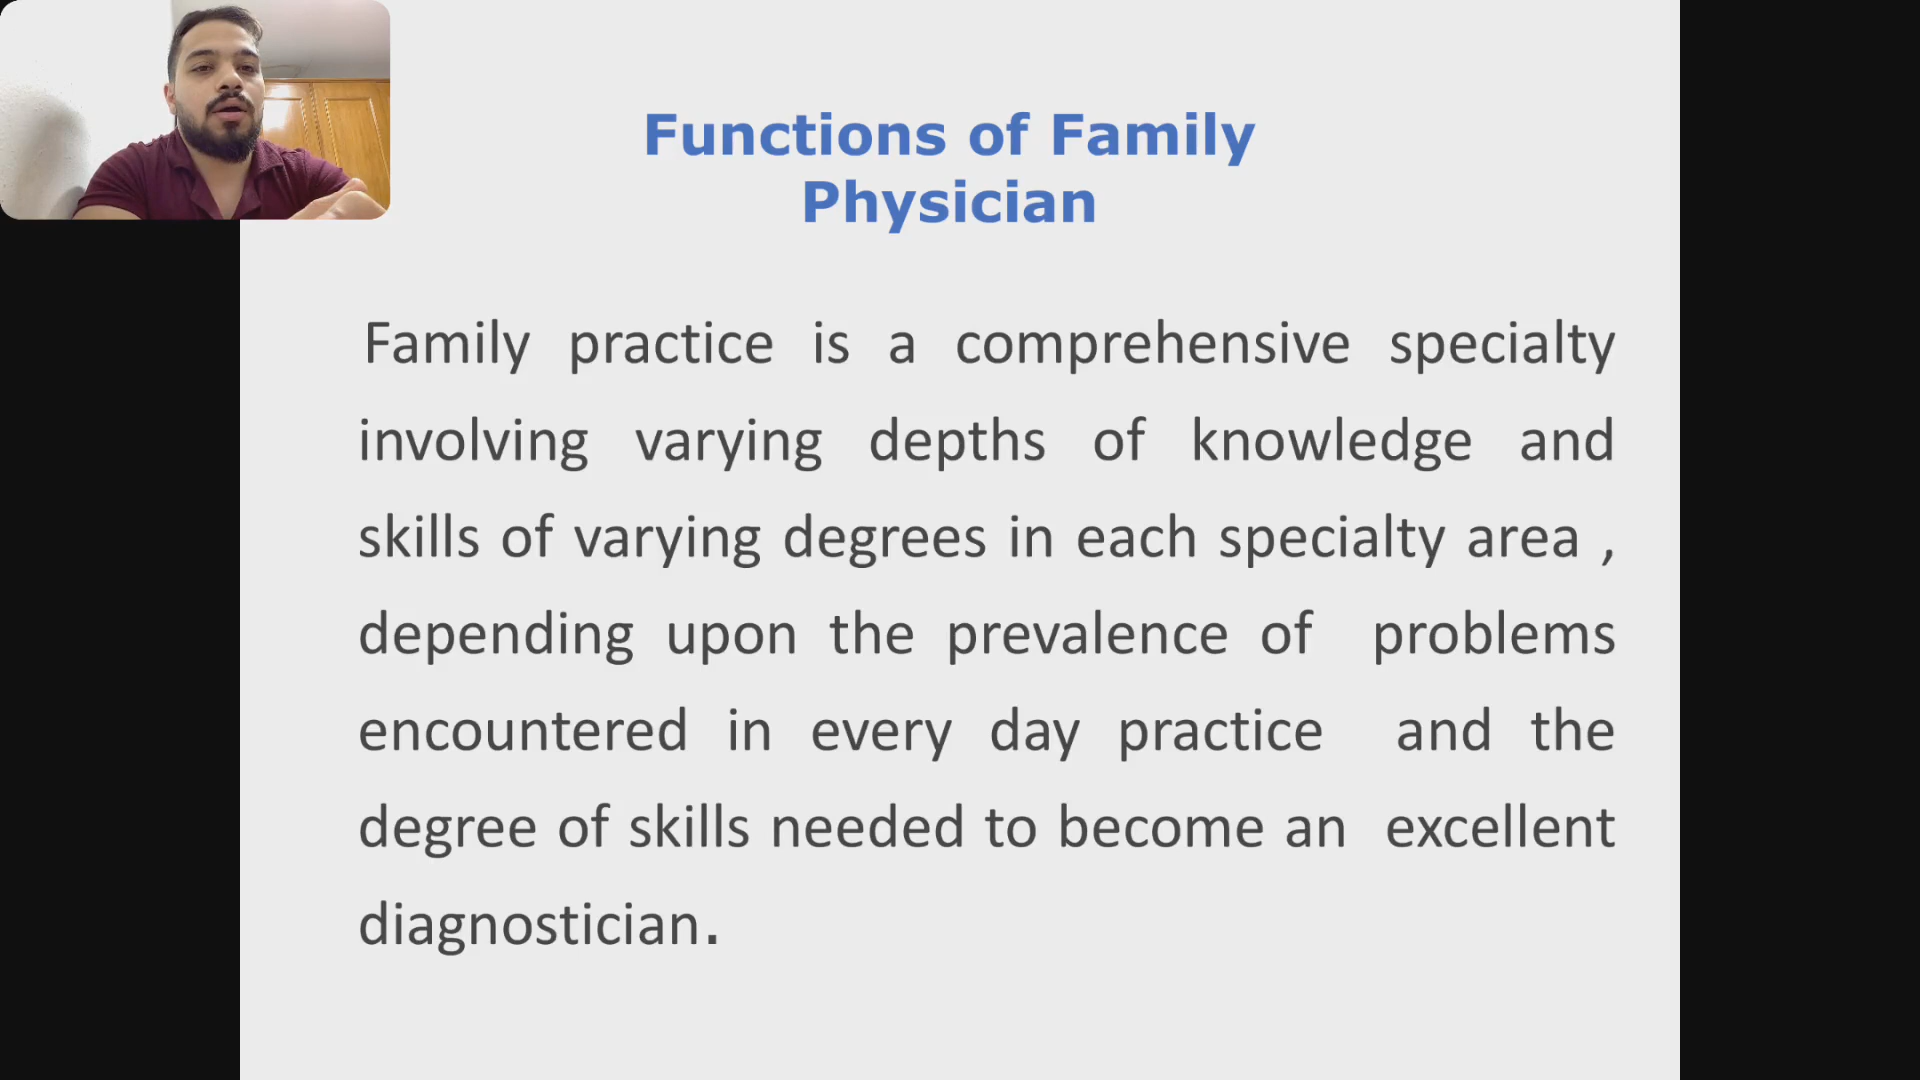 Functions of Family
Physician
Family practice is a comprehensive specialty
involving varying depths of knowledge and
skills of varying degrees in each specialty area ,
depending upon the prevalence of problems
encountered in every day practice and the
degree of skills needed to become an excellent
diagnostician.